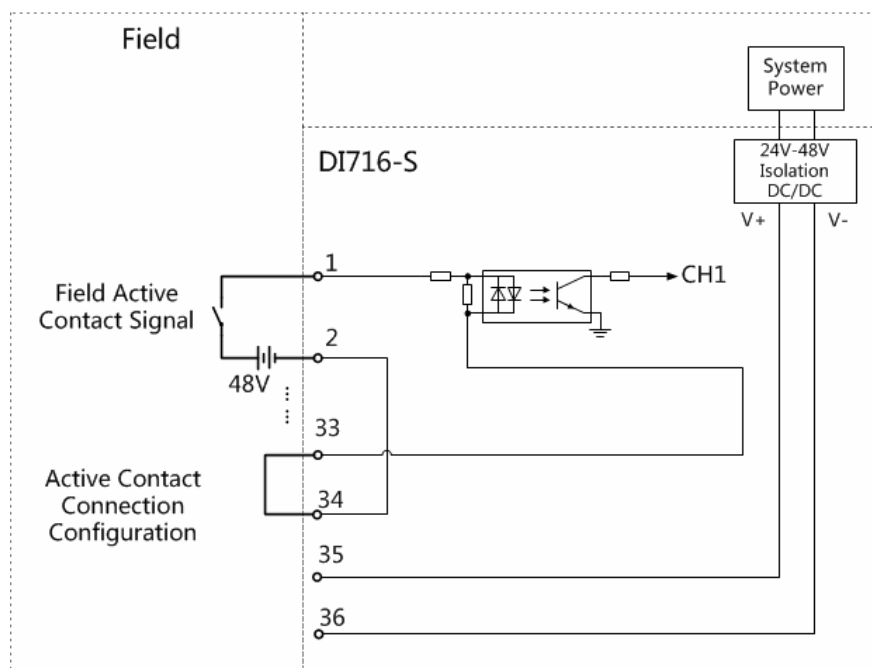 Field
System
Power
DI716-S
24V-48V
Isolation
DC/DC
V+
V-
1
CH1
Field Active
Contact Signal
2
48V
33
Active Contact
Connection
Configuration
34
35
36